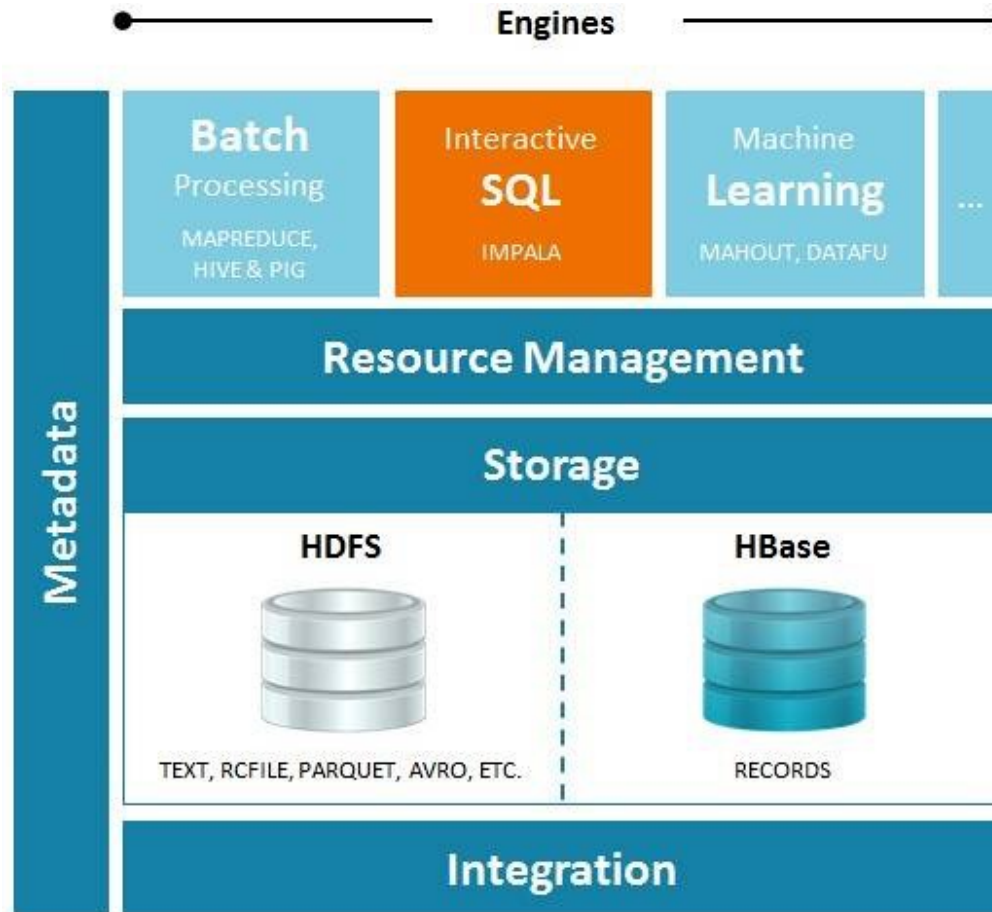 Engines
Metadata
Batch
Processing
MAPREDUCE,
HIVE & PIG
Interactive
SQL
IMPALA
Machine
Learning
MAHOUT, DATAFU
...
Resource Management
Storage
HDFS
TEXT, RCFILE, PARQUET, AVRO, ETC.
HBase
RECORDS
Integration